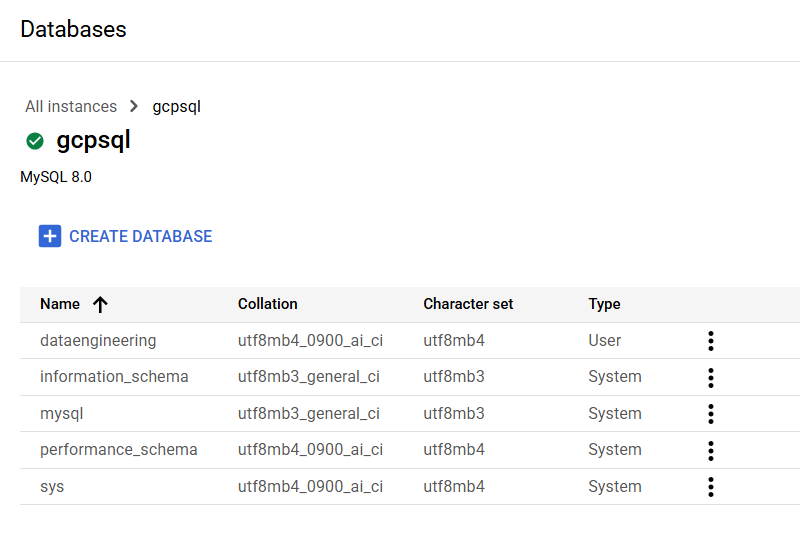 Databases
All instances gcpsql
gcpsql
MySQL 8.0
CREATE DATABASE
Name Collation Character set Type
dataengineering utf8mb4_0900_ai_ci utf8mb4 User
information_schema utf8mb3_general_ci utf8mb3 System
mysql utf8mb3_general_ci utf8mb3 System
performance_schema utf8mb4_0900_ai_ci utf8mb4 System
sys utf8mb4_0900_ai_ci utf8mb4 System